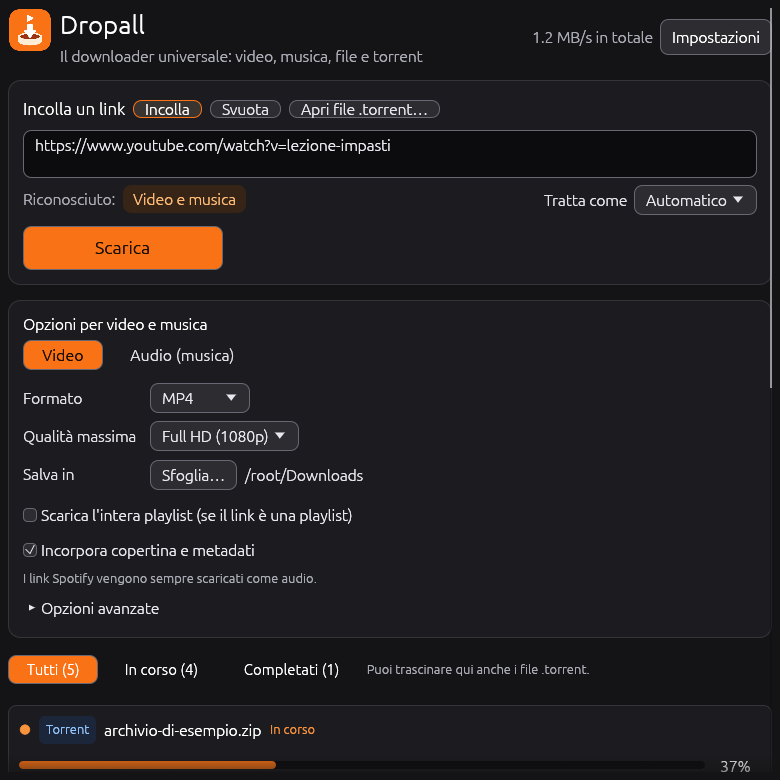 Dropall
Il downloader universale: video, musica, file e torrent
1.2 MB/s in totale
Impostazioni
Incolla un link
Incolla
Svuota
Apri file .torrent…
https://www.youtube.com/watch?v=lezione-impasti
Riconosciuto:
Video e musica
Tratta come
Automatico
Scarica
Opzioni per video e musica
Video
Audio (musica)
Formato
MP4
Qualità massima
Full HD (1080p)
Salva in
Sfoglia…
/root/Downloads
Scarica l'intera playlist (se il link è una playlist)
Incorpora copertina e metadati
I link Spotify vengono sempre scaricati come audio.
Opzioni avanzate
Tutti (5)
In corso (4)
Completati (1)
Puoi trascinare qui anche i file .torrent.
Torrent
archivio-di-esempio.zip
In corso
37%